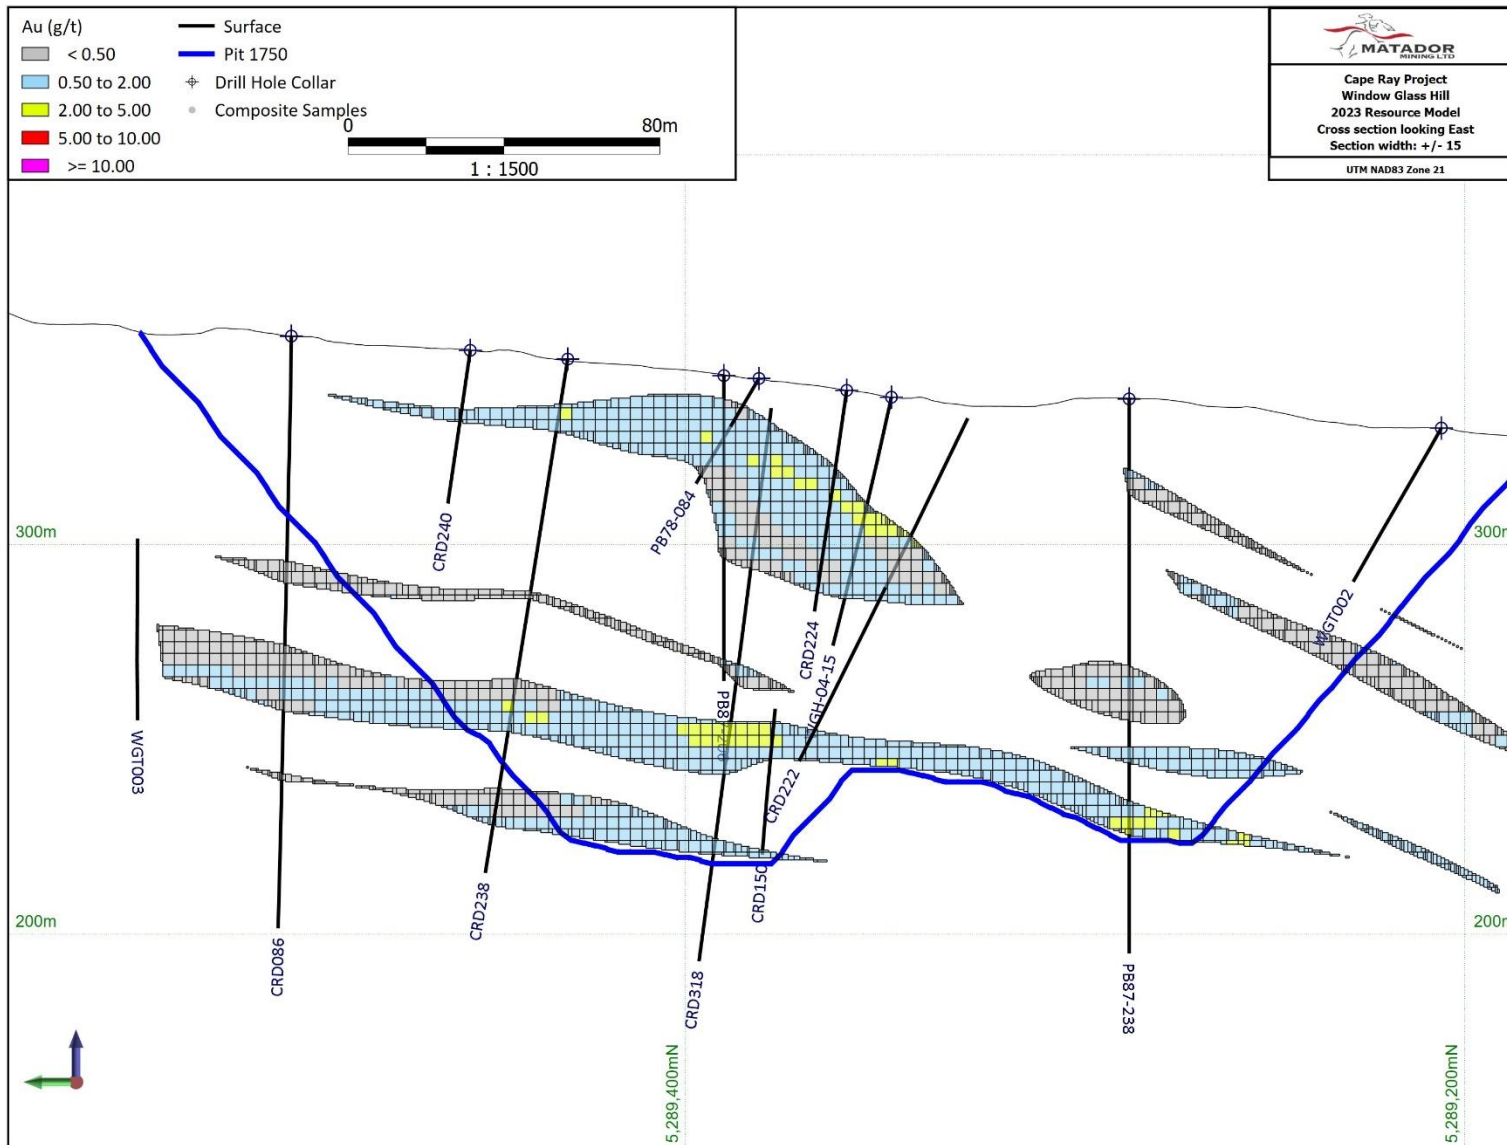 Au (g/t)
< 0.50
0.50 to 2.00
2.00 to 5.00
5.00 to 10.00
>= 10.00
Surface
Pit 1750
Drill Hole Collar
Composite Samples
0 80m
1 : 1500
MATADOR
MINING LTD
Cape Ray Project
Window Glass Hill
2023 Resource Model
Cross section looking East
Section width: +/- 15
UTM NAD83 Zone 21
300m
300m
CRD240
PB78-084
CRD224
WGT002
GH-04-15
PB8
WGT003
CRD222
CRD150
CRD238
200m
200m
CRD086
CRD318
PB87-238
5,289,400mN
5,289,200mN